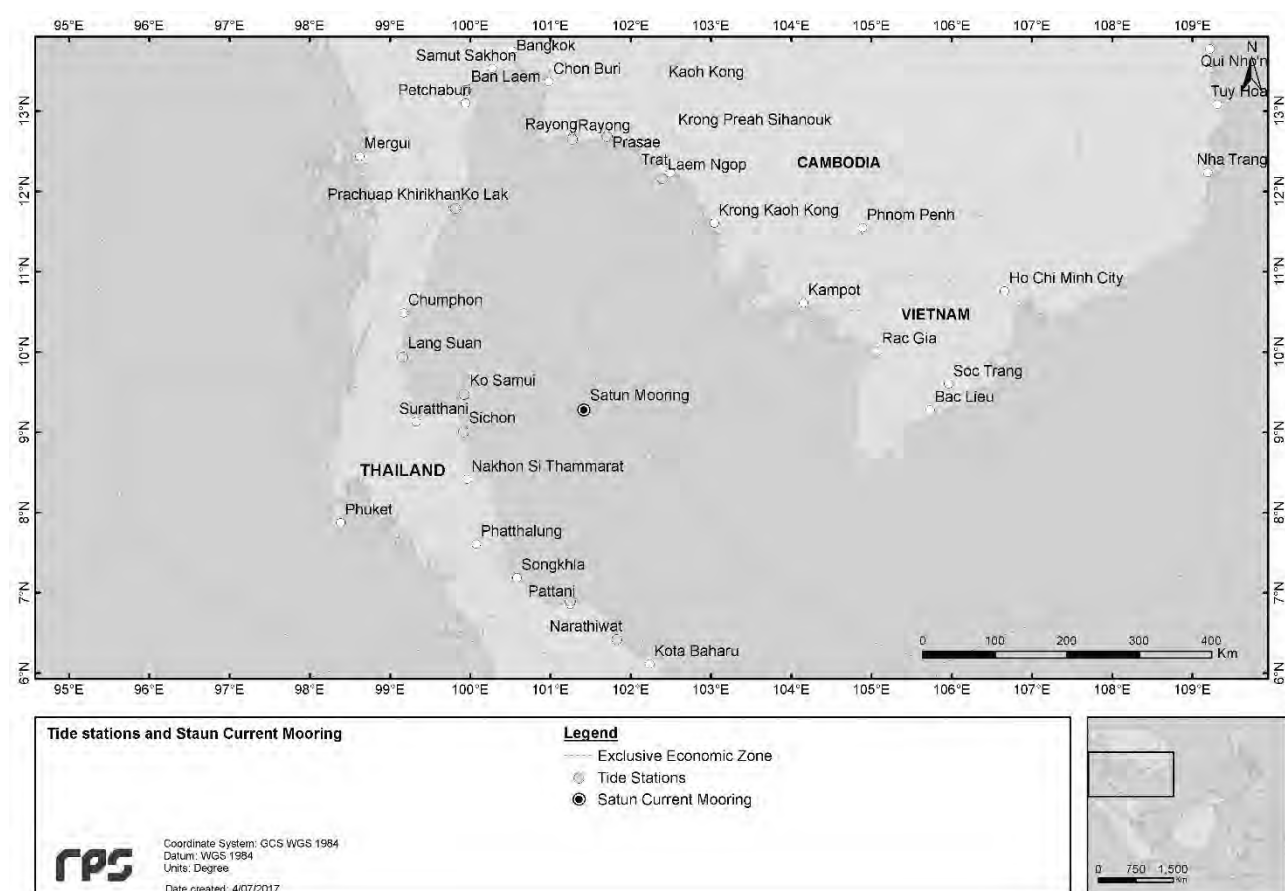 95°E 96°E 97°E 98°E 99°E 100°E 101°E 102°E 103°E 104°E 105°E 106°E 107°E 108°E 109°E
Bangkok
Samut Sakhon
Chon Buri
Ban Laem
Kaoh Kong
Petchaburi
N
Qui Nho'n
Tuy Hoa
13°N 13°N
Krong Preah Sihanouk
Rayong Rayong
Prasae
Mergui
Trat
Laem Ngop
CAMBODIA
Nha Trang
12°N 12°N
Prachuap Khirikhan Ko Lak
Krong Kaoh Kong
Phnom Penh
11°N 11°N
Ho Chi Minh City
Kampot
Chumphon
VIETNAM
Rac Gia
Lang Suan
10°N 10°N
Soc Trang
Ko Samui
Satun Mooring
Bac Lieu
Suratthani
Sichon
9°N 9°N
THAILAND
Nakhon Si Thammarat
8°N 8°N
Phuket
Phatthalung
Songkhla
7°N 7°N
Pattani
Narathiwat
0 100 200 300 400
Km
Kota Baharu
6°N 6°N
95°E 96°E 97°E 98°E 99°E 100°E 101°E 102°E 103°E 104°E 105°E 106°E 107°E 108°E 109°E
Tide stations and Staun Current Mooring
Legend
Exclusive Economic Zone
Tide Stations
Satun Current Mooring
rps
Coordinate System: GCS WGS 1984
Datum: WGS 1984
Units: Degree
Date created: 4/07/2017
0 750 1,500
Km